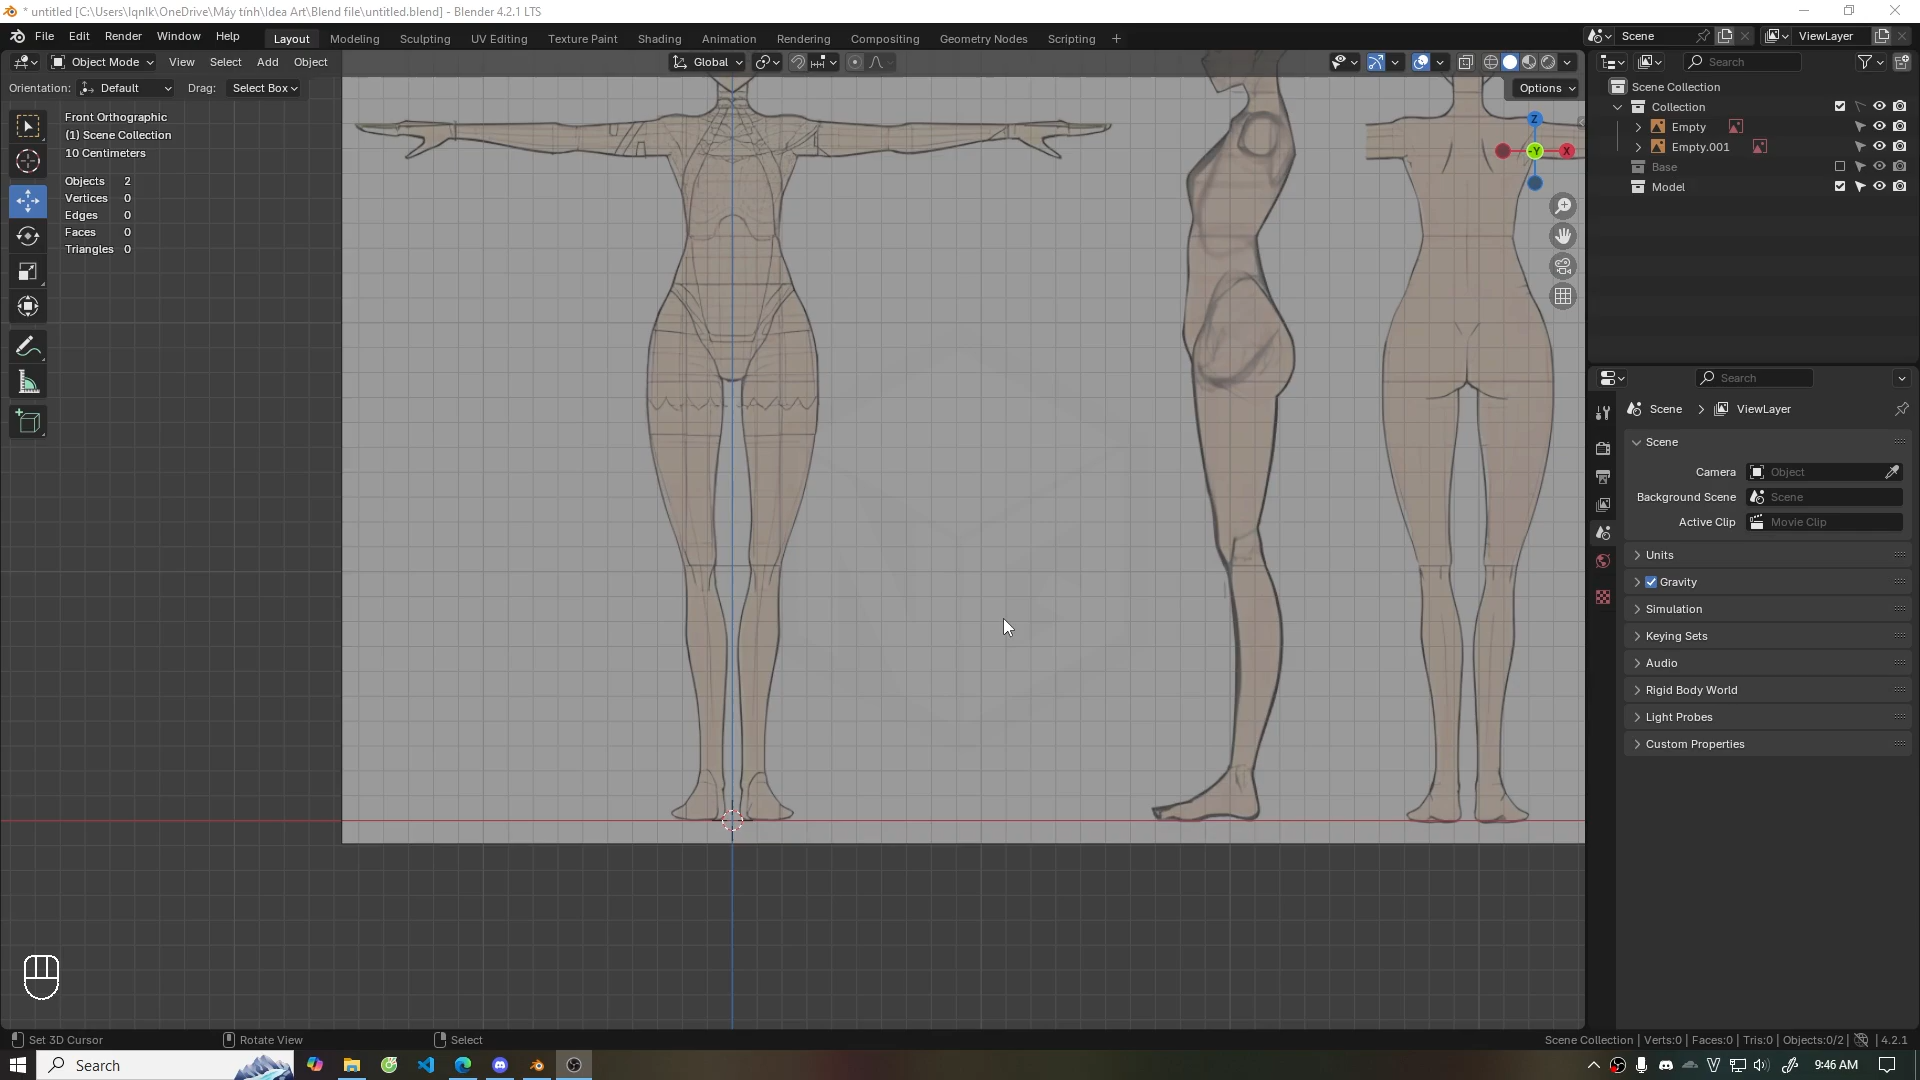 * untitled [C:\Users\lqnlk\OneDrive\Máy tính\Idea Art\Blend file\untitled.blend] - Blender 4.2.1 LTS
File Edit Render Window Help Layout Modeling Sculpting UV Editing Texture Paint Shading Animation Rendering Compositing Geometry Nodes Scripting + Scene ViewLayer
Object Mode View Select Add Object Global Search
Orientation: Default Drag: Select Box Options
Scene Collection
Collection
Empty
Empty.001
Base
Model
Front Orthographic
(1) Scene Collection
10 Centimeters
Objects 2
Vertices 0
Edges 0
Faces 0
Triangles 0
Z
-Y
X
Search
Scene > ViewLayer
Scene
Camera Object
Background Scene Scene
Active Clip Movie Clip
Units
Gravity
Simulation
Keying Sets
Audio
Rigid Body World
Light Probes
Custom Properties
Set 3D Cursor Rotate View Select Scene Collection | Verts:0 | Faces:0 | Tris:0 | Objects:0/2 | 4.2.1
Search 9:46 AM